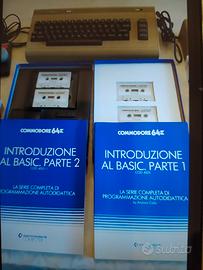 COMMODORE 64
INTRODUZIONE
AL BASIC. PARTE 2
LA SERIE COMPLETA DI
PROGRAMMAZIONE AUTODIDATTICA
COMMODORE 64
INTRODUZIONE
AL BASIC. PARTE 1
LA SERIE COMPLETA DI
PROGRAMMAZIONE AUTODIDATTICA
Subito